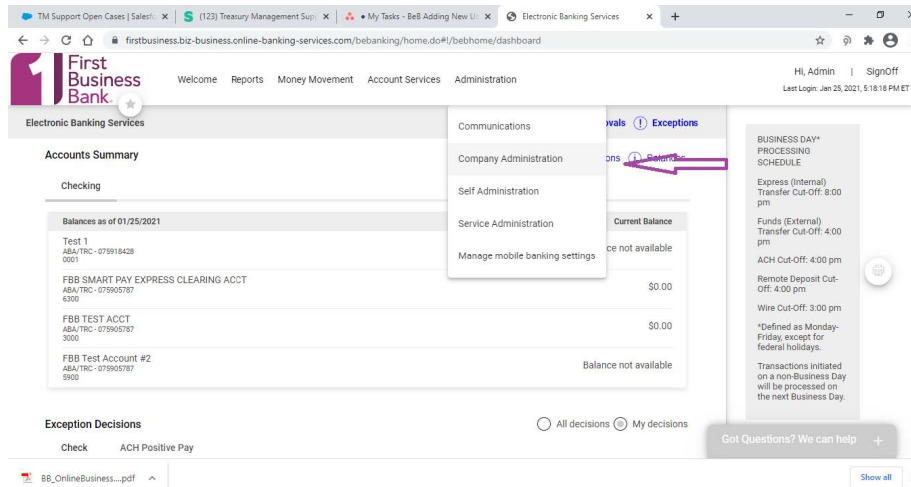 TM Support Open Cases | Salesfo
(123) Treasury Management Supp
• My Tasks - BeB Adding New Us
Electronic Banking Services
firstbusiness.biz-business.online-banking-services.com/bebanking/home.do#!/bebhome/dashboard
First
Business
Bank
Welcome Reports Money Movement Account Services Administration
Hi, Admin | SignOff
Last Login: Jan 25, 2021, 5:18:18 PM ET
Electronic Banking Services
ovals Exceptions
Communications
Company Administration
Self Administration
Service Administration
Manage mobile banking settings
Accounts Summary
ons Balances
Checking
Balances as of 01/25/2021 Current Balance
Test 1
ABA/TRC - 075918428
0001
ce not available
FBB SMART PAY EXPRESS CLEARING ACCT
ABA/TRC - 075905787
6300
$0.00
FBB TEST ACCT
ABA/TRC - 075905787
3000
$0.00
FBB Test Account #2
ABA/TRC - 075905787
5900
Balance not available
Exception Decisions
All decisions My decisions
Check ACH Positive Pay
BUSINESS DAY*
PROCESSING
SCHEDULE
Express (Internal)
Transfer Cut-Off: 8:00
pm
Funds (External)
Transfer Cut-Off: 4:00
pm
ACH Cut-Off: 4:00 pm
Remote Deposit Cut-
Off: 4:00 pm
Wire Cut-Off: 3:00 pm
*Defined as Monday-
Friday, except for
federal holidays.
Transactions initiated
on a non-Business Day
will be processed on
the next Business Day.
Got Questions? We can help +
BB_OnlineBusiness....pdf
Show all